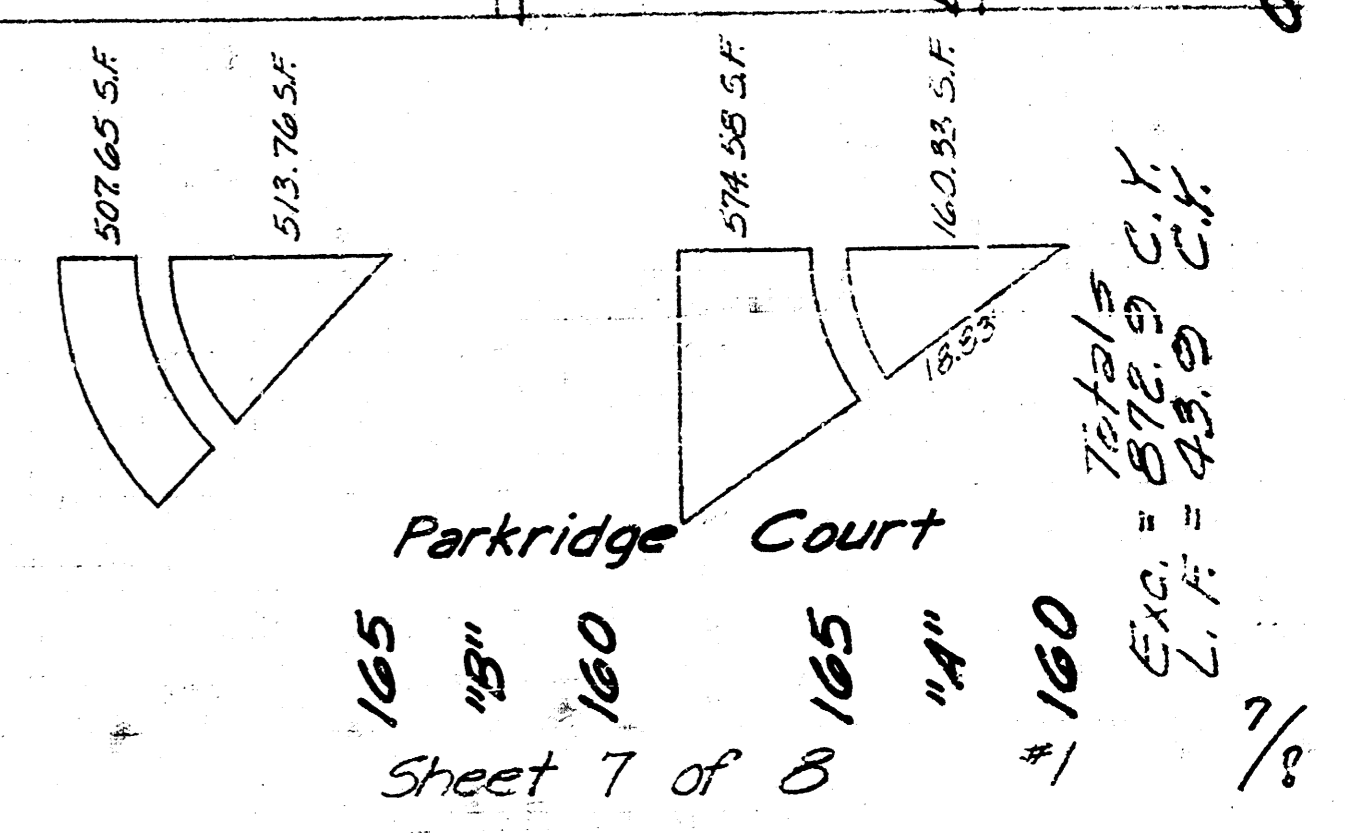 507.65 S.F.
513.76 S.F.
574.58 S.F.
160.33 S.F.
18.83
Totals
Exc. = 872.9 C.Y.
L.F. = 43.9 C.Y.
Parkridge Court
165 "B" 160 165 "A" 160
Sheet 7 of 8 #1
7/8